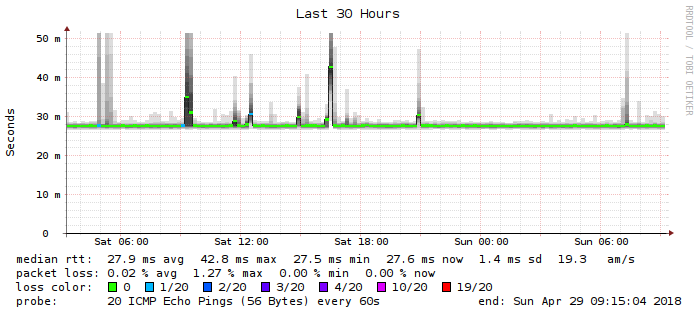 Last 30 Hours
RRDTOOL / TOBI OETIKER
Seconds
50 m
40 m
30 m
20 m
10 m
0
Sat 06:00 Sat 12:00 Sat 18:00 Sun 00:00 Sun 06:00
median rtt: 27.9 ms avg 42.8 ms max 27.5 ms min 27.6 ms now 1.4 ms sd 19.3 am/s
packet loss: 0.02 % avg 1.27 % max 0.00 % min 0.00 % now
loss color: 0 1/20 2/20 3/20 4/20 10/20 19/20
probe: 20 ICMP Echo Pings (56 Bytes) every 60s end: Sun Apr 29 09:15:04 2018